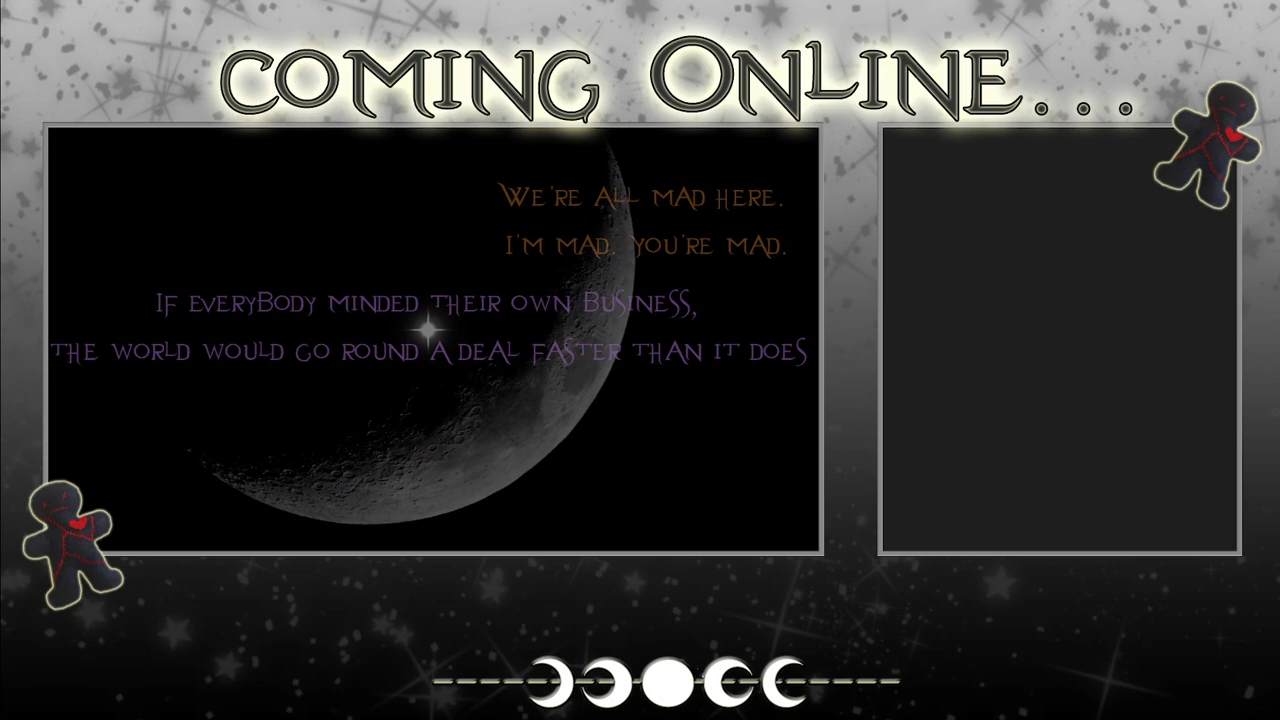 COMING ONLINE...
WE'RE ALL MAD HERE.
I'M MAD. YOU'RE MAD.
IF EVERYBODY MINDED THEIR OWN BUSINESS,
THE WORLD WOULD GO ROUND A DEAL FASTER THAN IT DOES